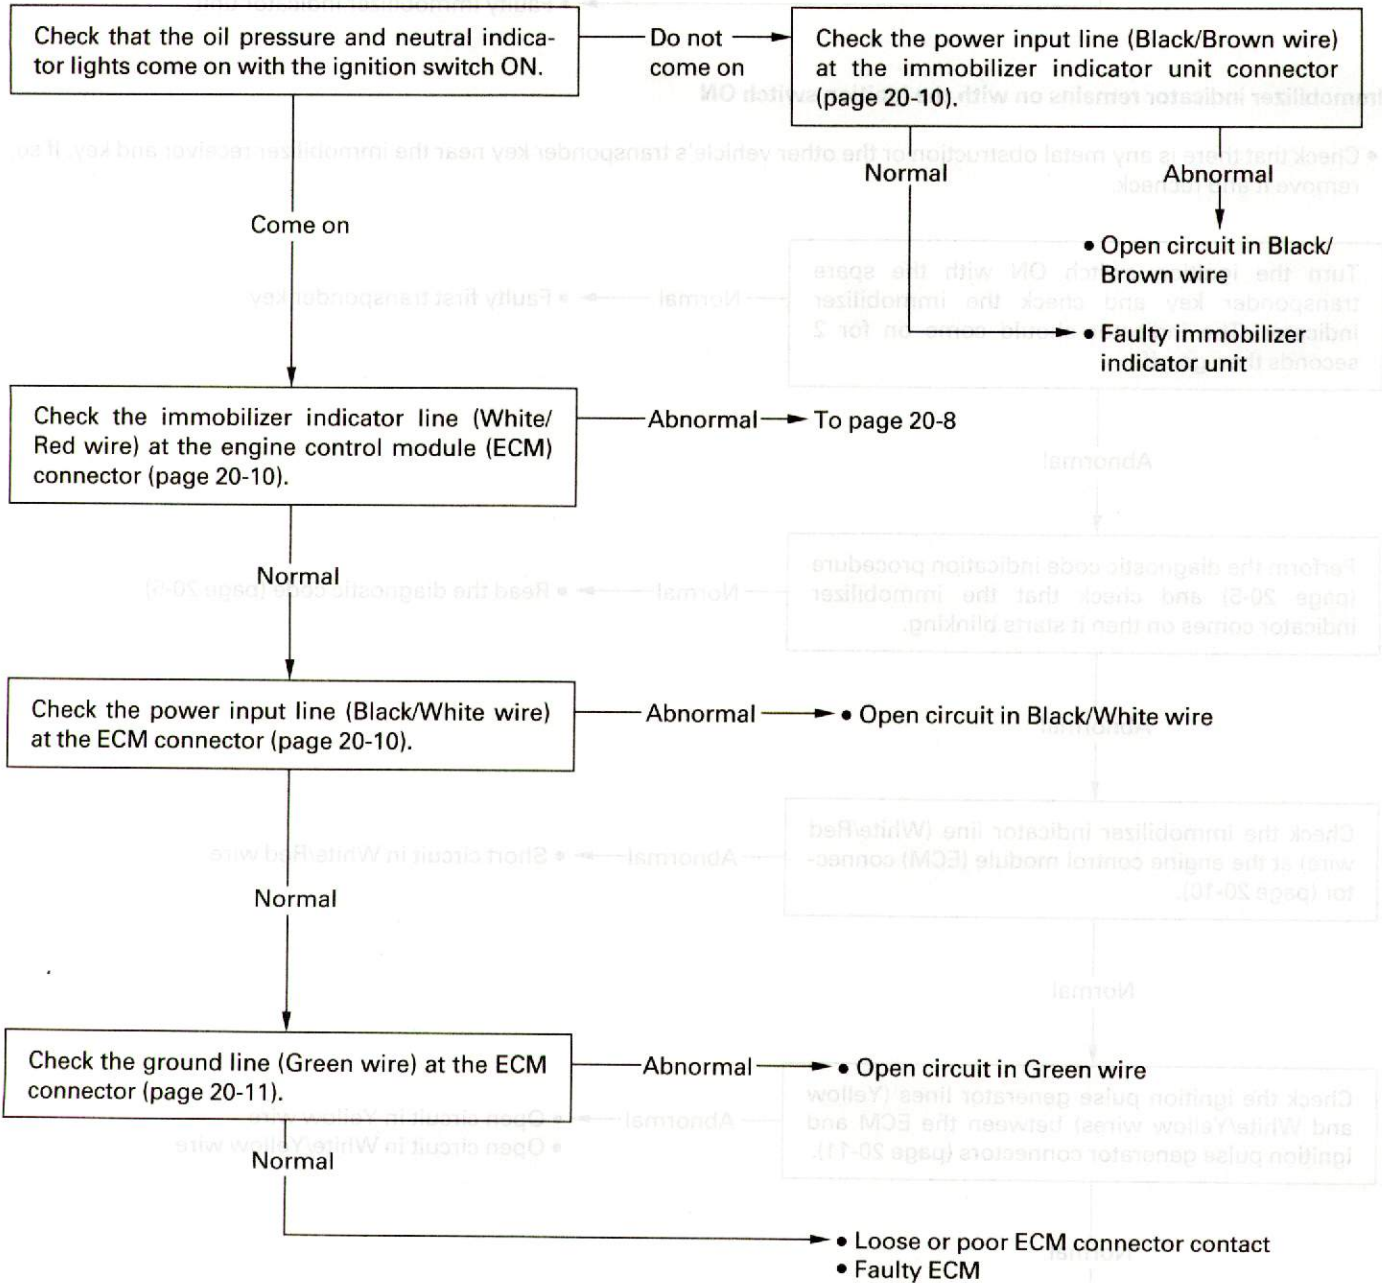 Check that the oil pressure and neutral indica-
tor lights come on with the ignition switch ON.
Do not
come on
Check the power input line (Black/Brown wire)
at the immobilizer indicator unit connector
(page 20-10).
Normal
Abnormal
• Open circuit in Black/
Brown wire
• Faulty immobilizer
indicator unit
Come on
Check the immobilizer indicator line (White/
Red wire) at the engine control module (ECM)
connector (page 20-10).
Abnormal
To page 20-8
Normal
Check the power input line (Black/White wire)
at the ECM connector (page 20-10).
Abnormal
• Open circuit in Black/White wire
Normal
Check the ground line (Green wire) at the ECM
connector (page 20-11).
Abnormal
• Open circuit in Green wire
Normal
• Loose or poor ECM connector contact
• Faulty ECM